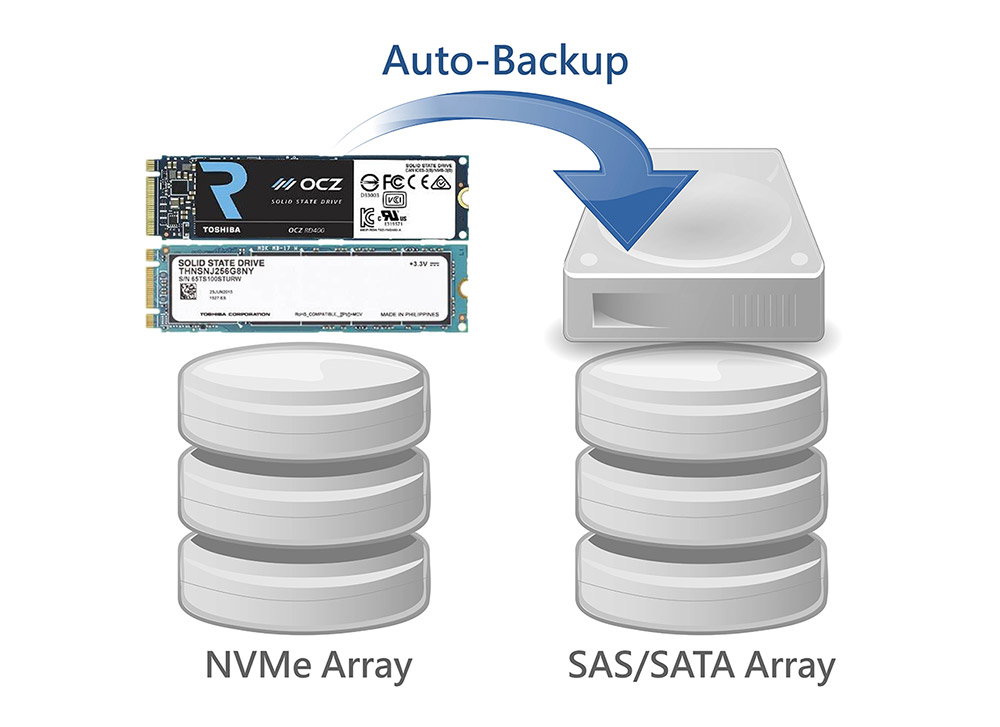 Auto-Backup
SOLID STATE DRIVE
OCZ
SOLID STATE DRIVE
FC CE
TOSHIBA
OCZ RD400
SOLID STATE DRIVE
+3.3V
THNSNJ256G8NY
S/N 65TS100STURW
TOSHIBA CORPORATION
MADE IN PHILIPPINES
NVMe Array
SAS/SATA Array